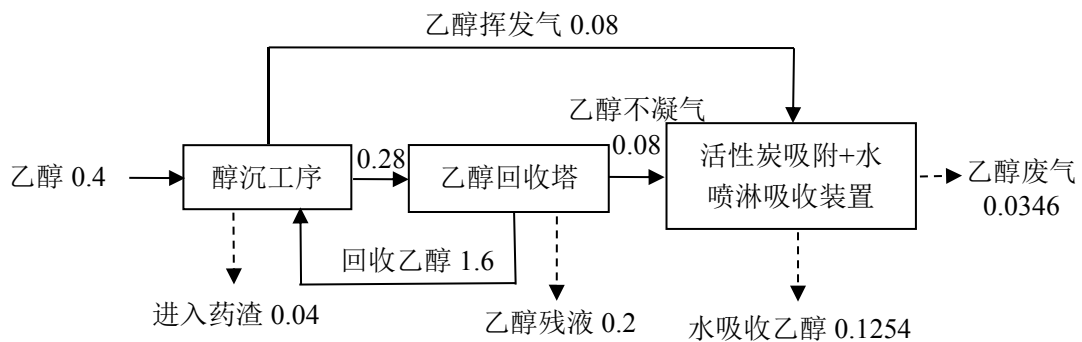 乙醇挥发气 0.08
乙醇不凝气
0.08
乙醇 0.4
醇沉工序
0.28
乙醇回收塔
活性炭吸附+水
喷淋吸收装置
乙醇废气
0.0346
回收乙醇 1.6
进入药渣 0.04
乙醇残液 0.2
水吸收乙醇 0.1254